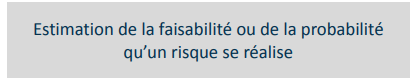 Estimation de la faisabilité ou de la probabilité
qu’un risque se réalise